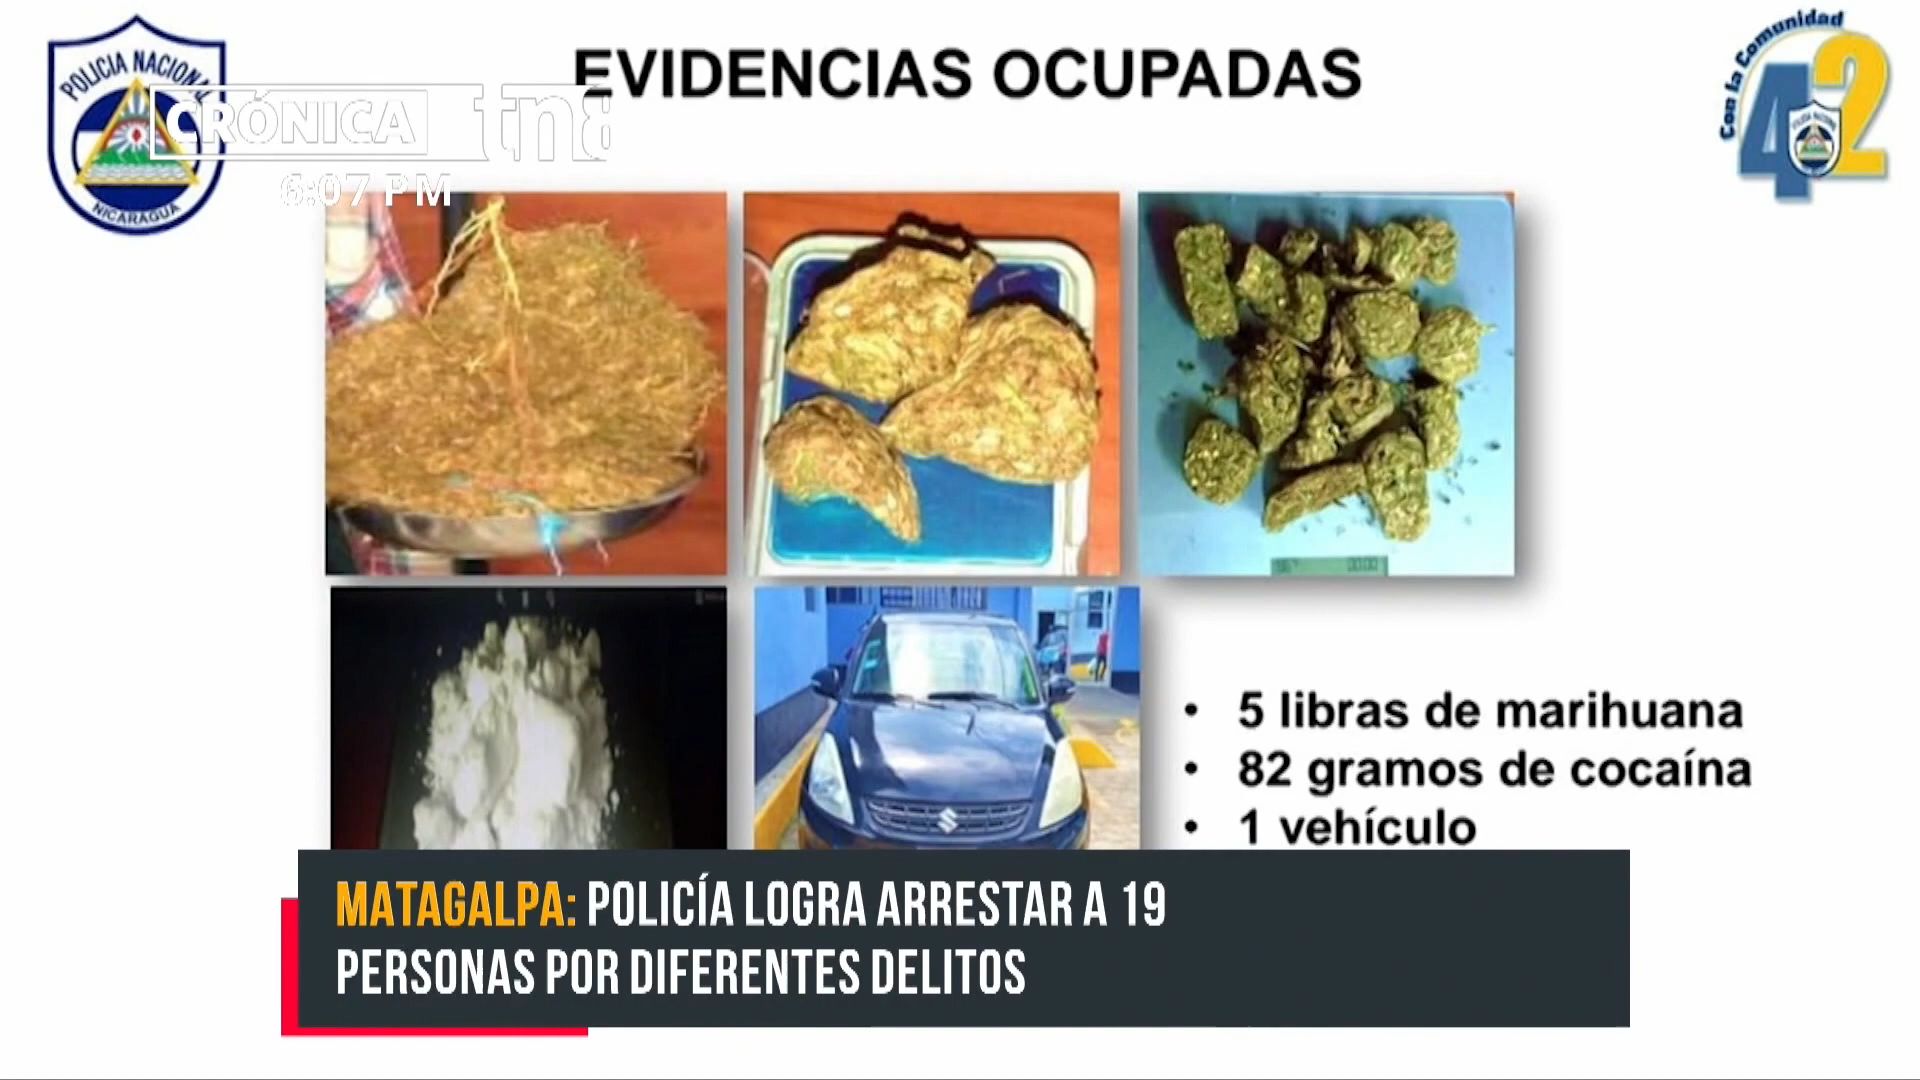 POLICIA NACIONAL
NICARAGUA
CRÓNICA tn8
6:07 PM
EVIDENCIAS OCUPADAS
Con la Comunidad
42
• 5 libras de marihuana
• 82 gramos de cocaína
• 1 vehículo
MATAGALPA: POLICÍA LOGRA ARRESTAR A 19
PERSONAS POR DIFERENTES DELITOS